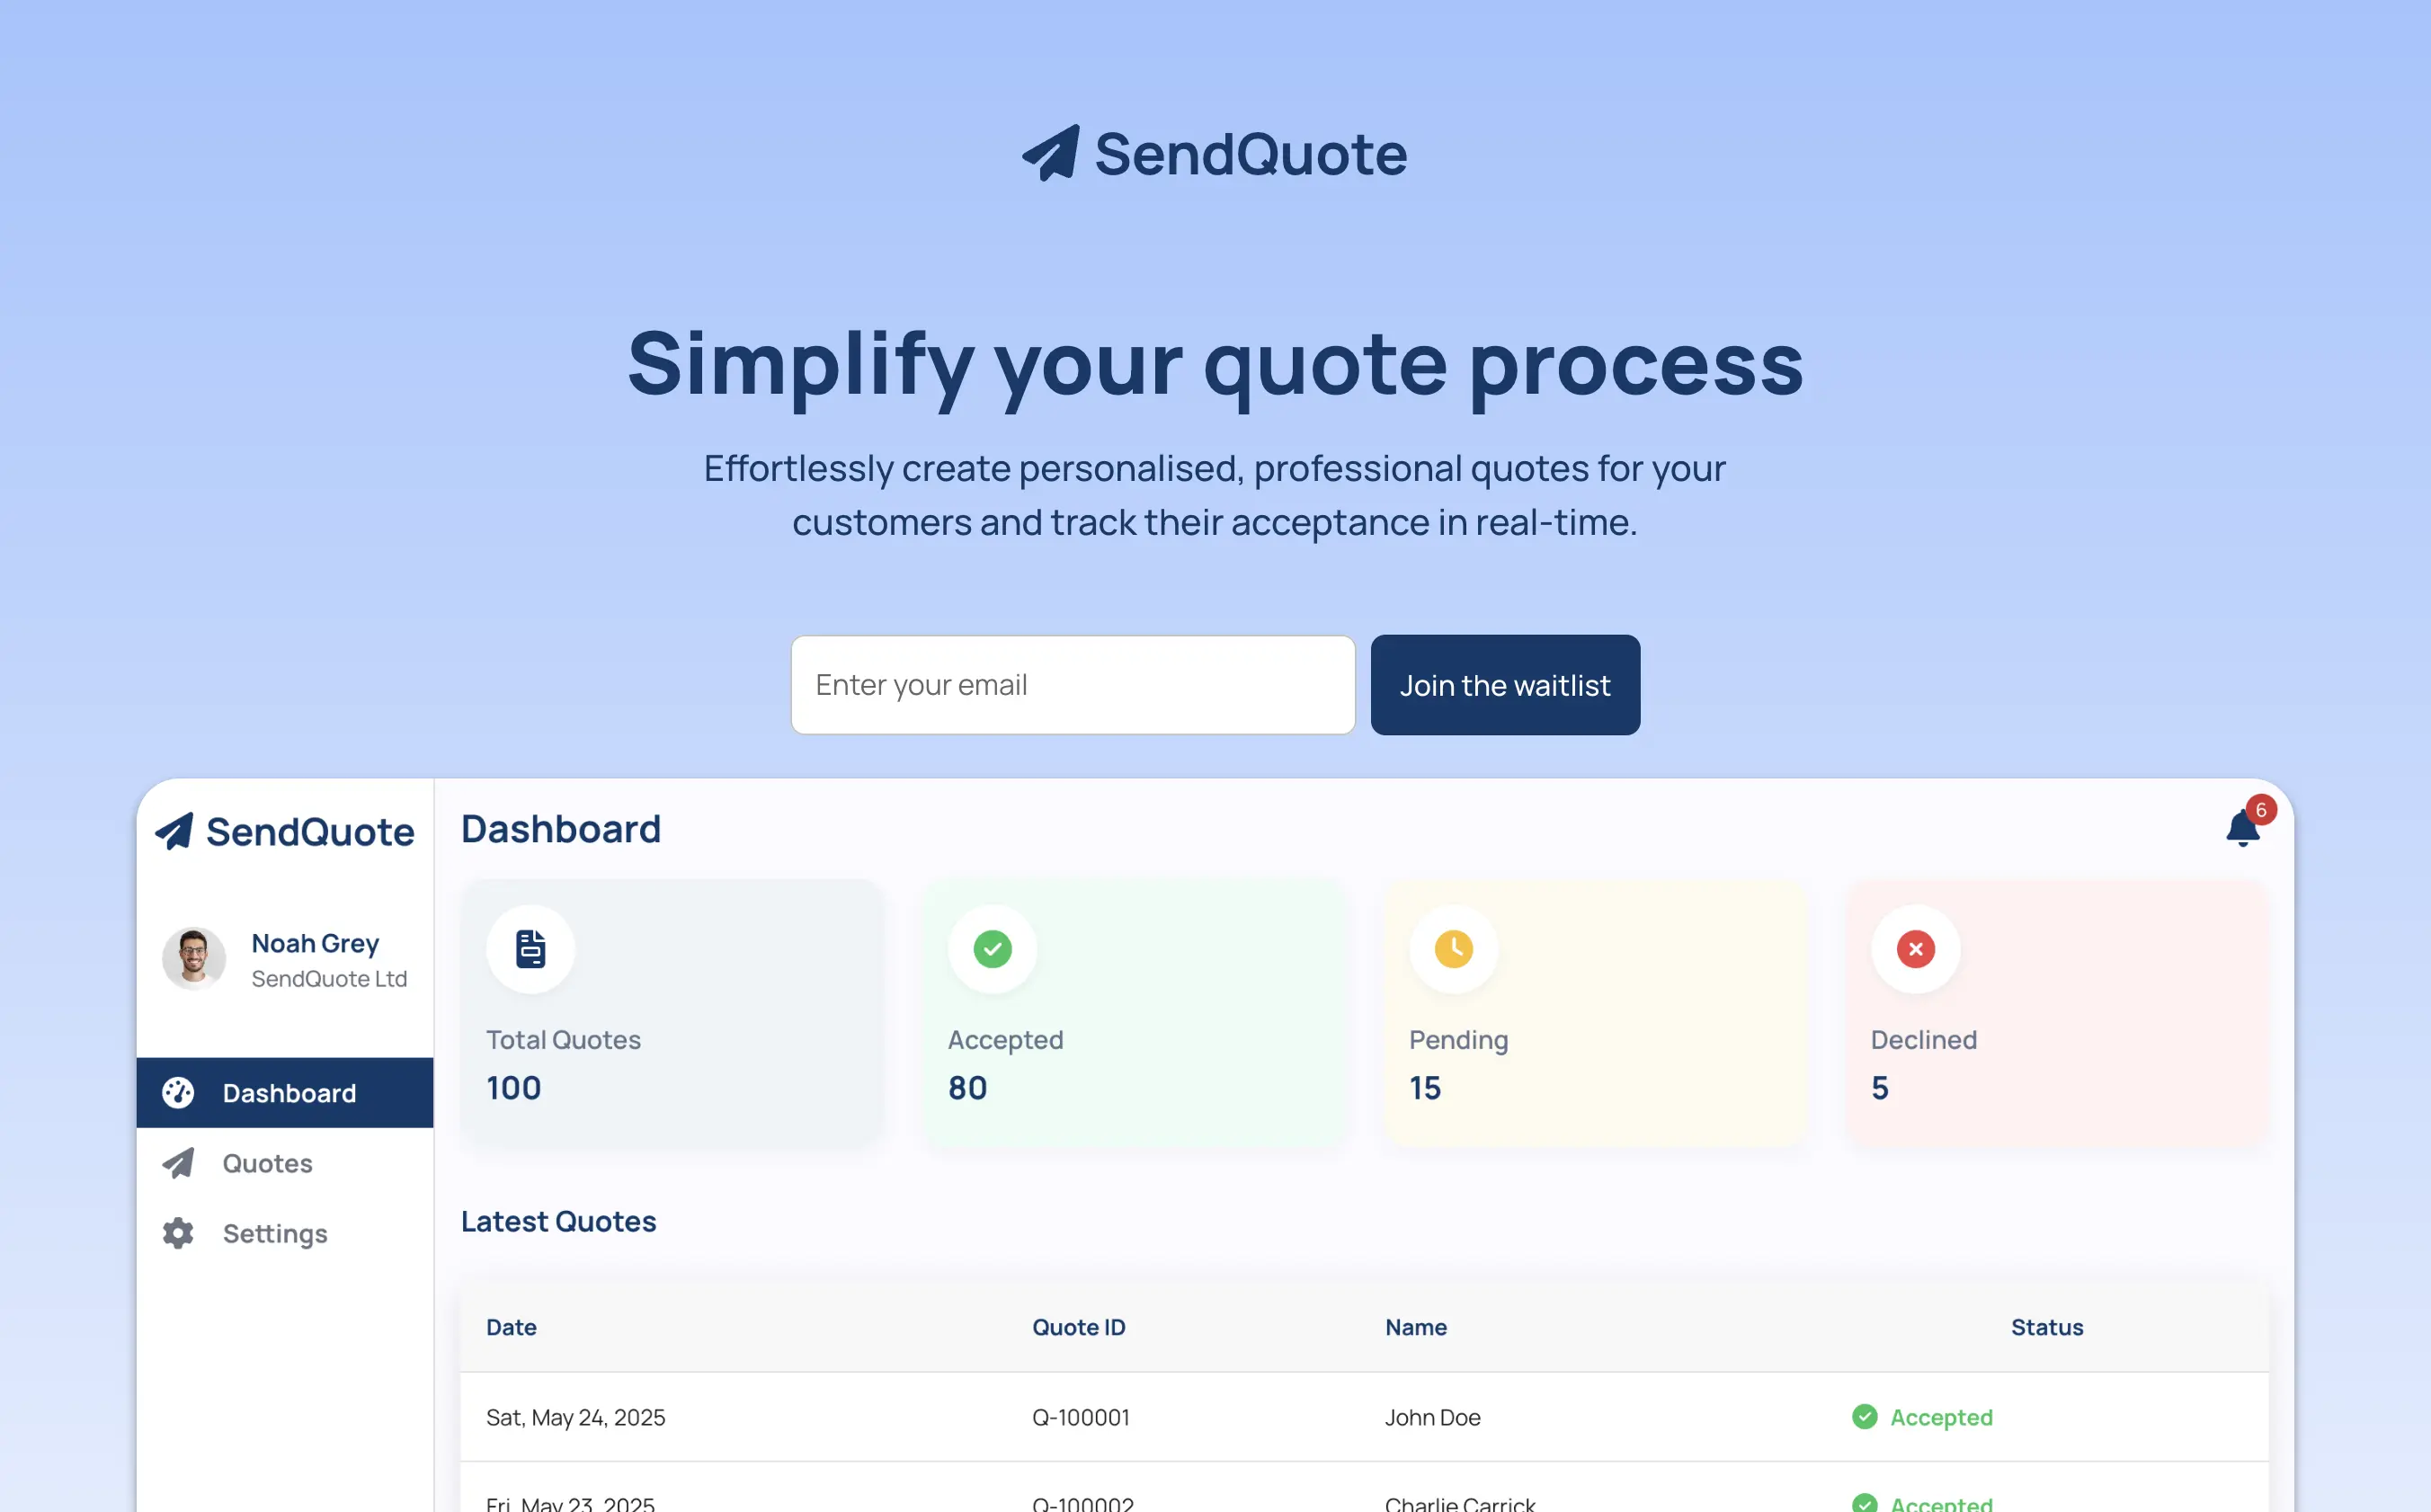 SendQuote
Simplify your quote process
Effortlessly create personalised, professional quotes for your
customers and track their acceptance in real-time.
Enter your email
Join the waitlist
SendQuote
Noah Grey
SendQuote Ltd
Dashboard
Quotes
Settings
Dashboard
6
Total Quotes
100
Accepted
80
Pending
15
Declined
5
Latest Quotes
Date Quote ID Name Status
Sat, May 24, 2025 Q-100001 John Doe Accepted
Fri, May 23, 2025 Q-100002 Charlie Carrick Accepted